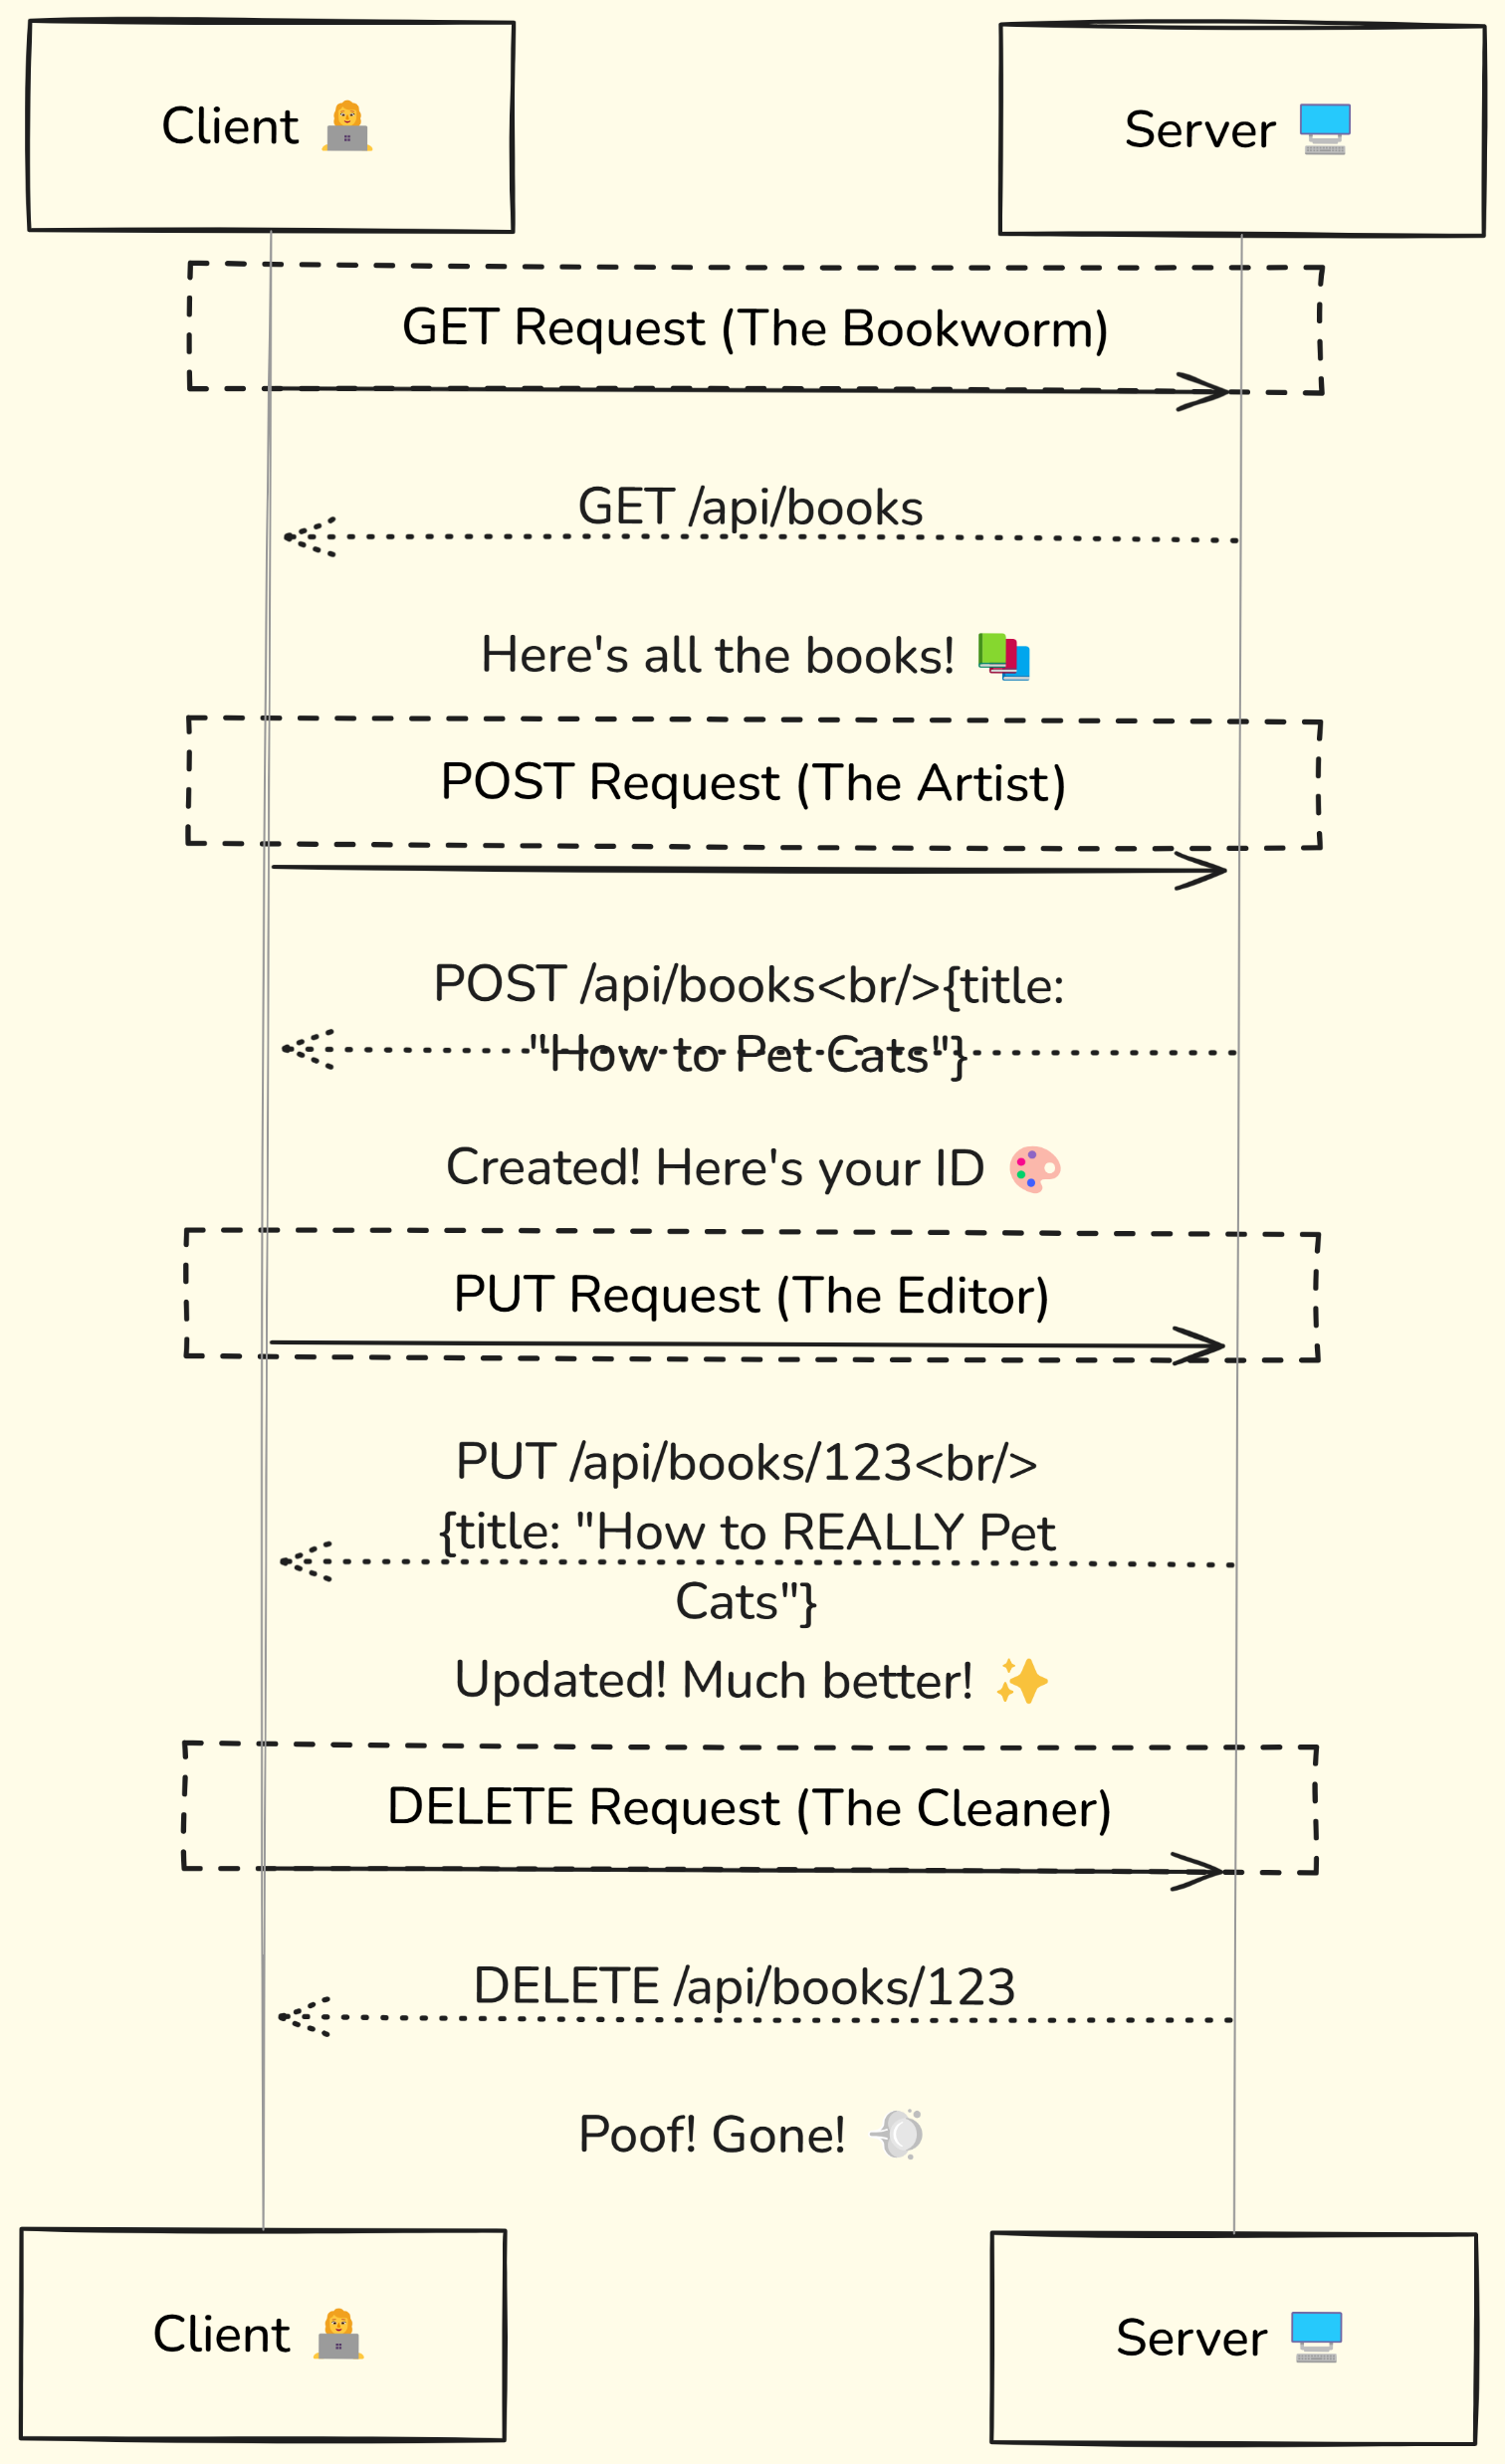 Client 👩‍💻
Server 🖥️
GET Request (The Bookworm)
GET /api/books
Here's all the books! 📚
POST Request (The Artist)
POST /api/books<br/>{title:
"How to Pet Cats"}
Created! Here's your ID 🎨
PUT Request (The Editor)
PUT /api/books/123<br/>
{title: "How to REALLY Pet
Cats"}
Updated! Much better! ✨
DELETE Request (The Cleaner)
DELETE /api/books/123
Poof! Gone! 💨
Client 👩‍💻
Server 🖥️